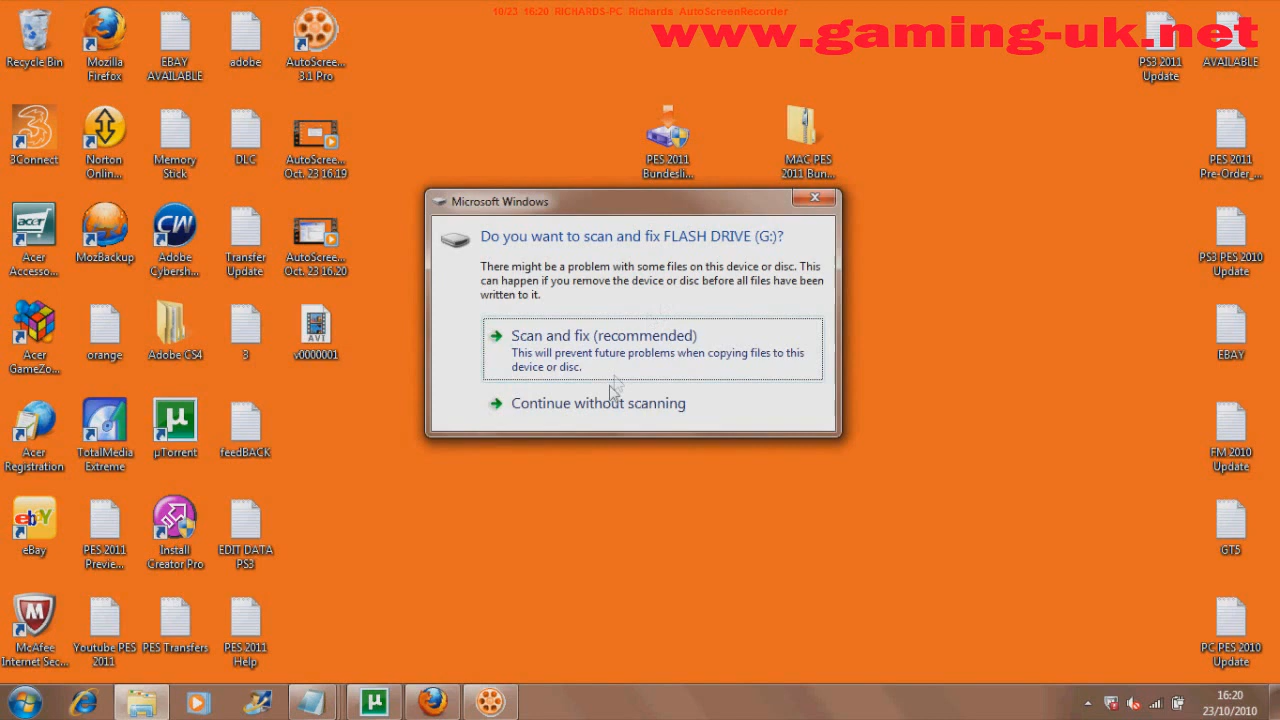 10/23 16:20 RICHARDS-PC Richards AutoScreenRecorder
www.gaming-uk.net
Recycle Bin
Mozilla
Firefox
EBAY
AVAILABLE
adobe
AutoScree...
3.1 Pro
PS3 2011
Update
AVAILABLE
3Connect
Norton
Onlin...
Memory
Stick
DLC
AutoScree...
Oct. 23 16.19
PES 2011
Bundesli...
MAC PES
2011 Bun...
PES 2011
Pre-Order_...
Acer
Accesso...
MozBackup
Adobe
Cybersh...
Transfer
Update
AutoScree...
Oct. 23 16.20
PS3 PES 2010
Update
Microsoft Windows
Do you want to scan and fix FLASH DRIVE (G:)?
There might be a problem with some files on this device or disc. This
can happen if you remove the device or disc before all files have been
written to it.
Scan and fix (recommended)
This will prevent future problems when copying files to this
device or disc.
Continue without scanning
Acer
GameZo...
orange
Adobe CS4
3
v0000001
EBAY
Acer
Registration
TotalMedia
Extreme
µTorrent
feedBACK
FM 2010
Update
eBay
PES 2011
Previe...
Install
Creator Pro
EDIT DATA
PS3
GT5
McAfee
Internet Sec...
Youtube PES
2011
PES Transfers
PES 2011
Help
PC PES 2010
Update
16:20
23/10/2010